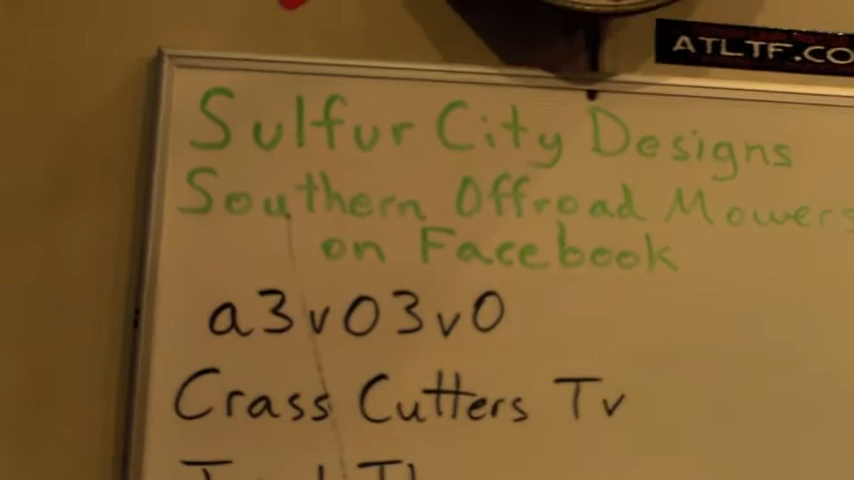 ATLTF.CO
Sulfur City Designs
Southern Offroad Mowers
on Facebook
a3v03v0
Crass Cutters Tv